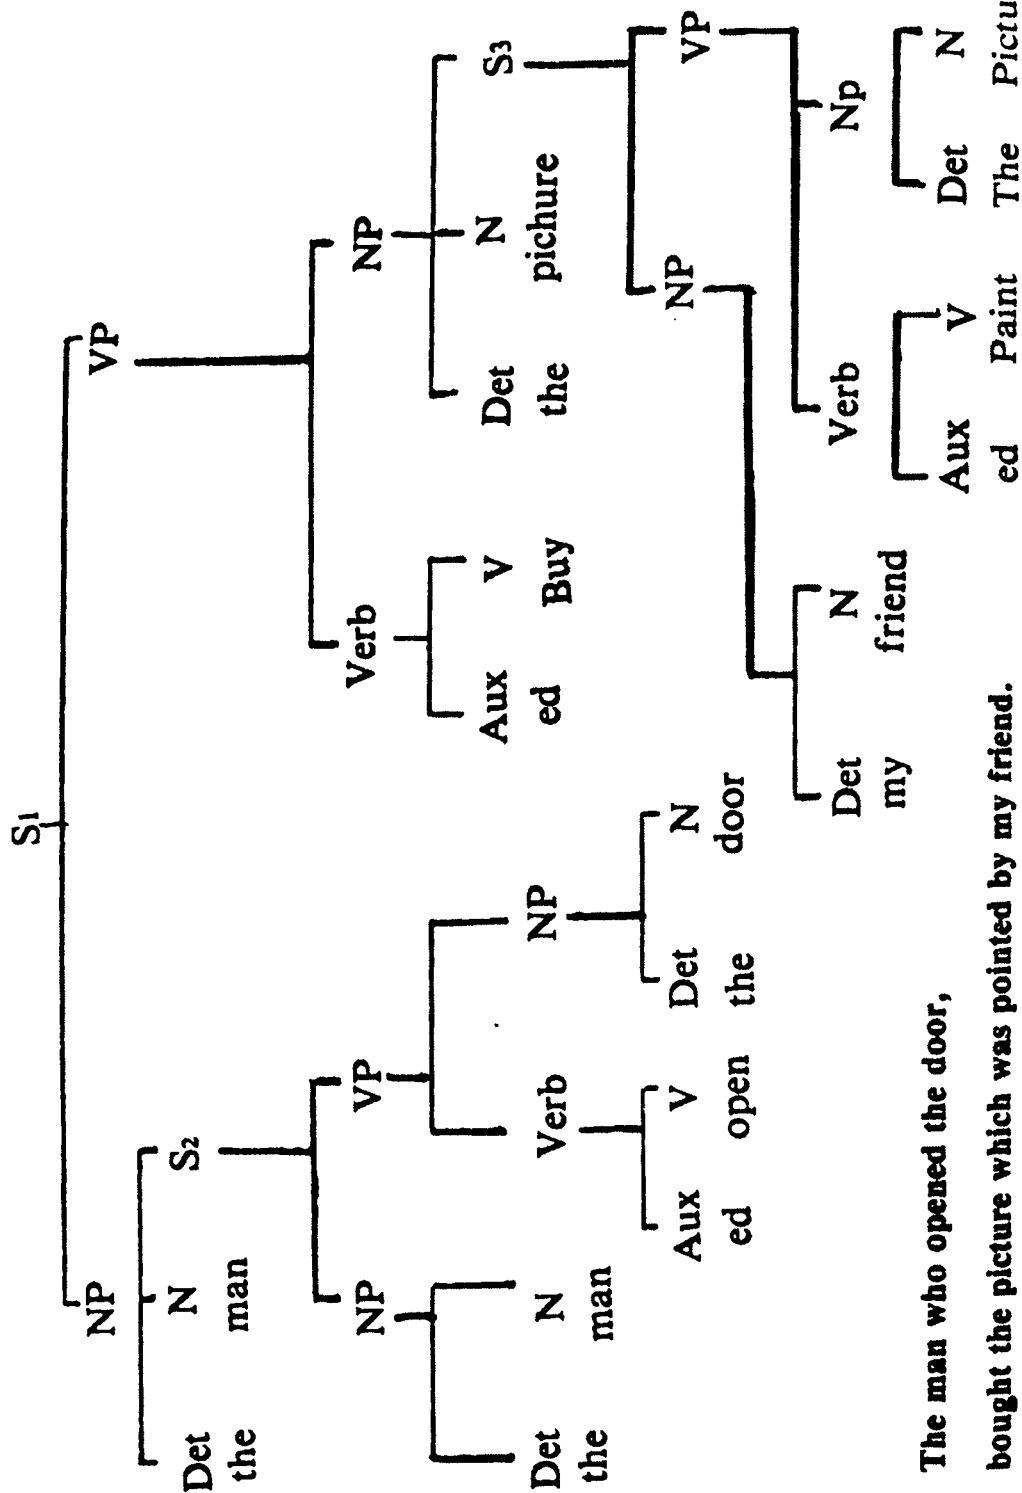 S1
NP VP
Det N S2
the man
NP VP Verb NP
Aux V Det N S3
Det N Verb NP ed Buy the pichure
the man
Aux V Det N NP VP
ed open the door
Det N Verb Np
my friend
Aux V Det N
ed Paint The Pictu
The man who opened the door,
bought the picture which was pointed by my friend.